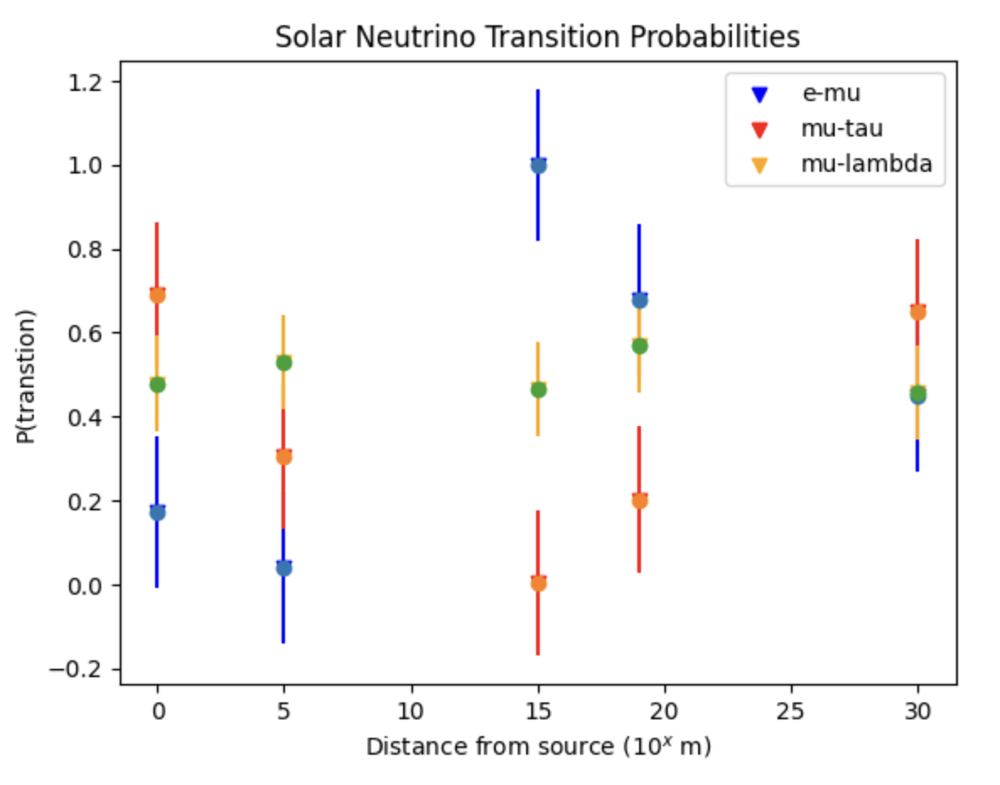 Solar Neutrino Transition Probabilities
e-mu
mu-tau
mu-lambda
1.2
1.0
0.8
0.6
0.4
0.2
0.0
−0.2
P(transtion)
0 5 10 15 20 25 30
Distance from source (10ˣ m)